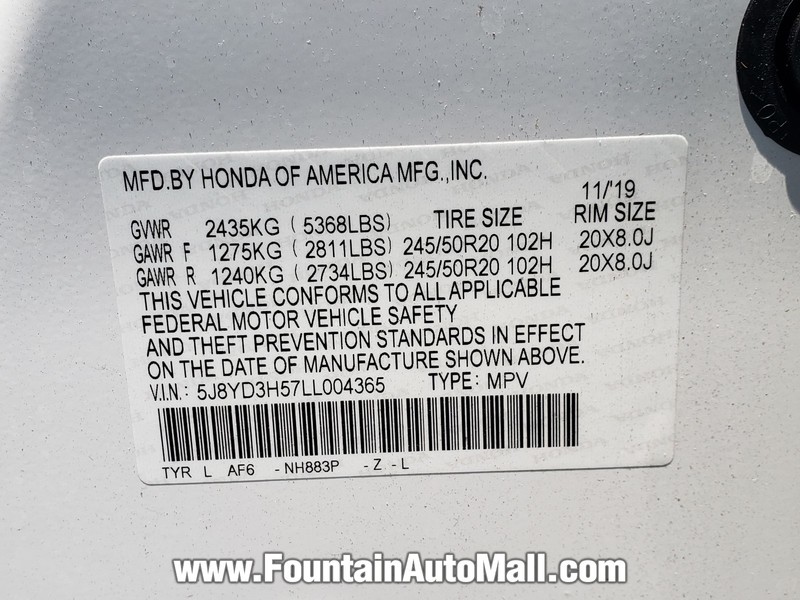 MFD.BY HONDA OF AMERICA MFG.,INC.
11/'19
GVWR 2435KG ( 5368LBS) TIRE SIZE RIM SIZE
GAWR F 1275KG ( 2811LBS) 245/50R20 102H 20X8.0J
GAWR R 1240KG ( 2734LBS) 245/50R20 102H 20X8.0J
THIS VEHICLE CONFORMS TO ALL APPLICABLE
FEDERAL MOTOR VEHICLE SAFETY
AND THEFT PREVENTION STANDARDS IN EFFECT
ON THE DATE OF MANUFACTURE SHOWN ABOVE.
V.I.N.: 5J8YD3H57LL004365 TYPE: MPV
TYR L AF6 - NH883P - Z - L
www.FountainAutoMall.com